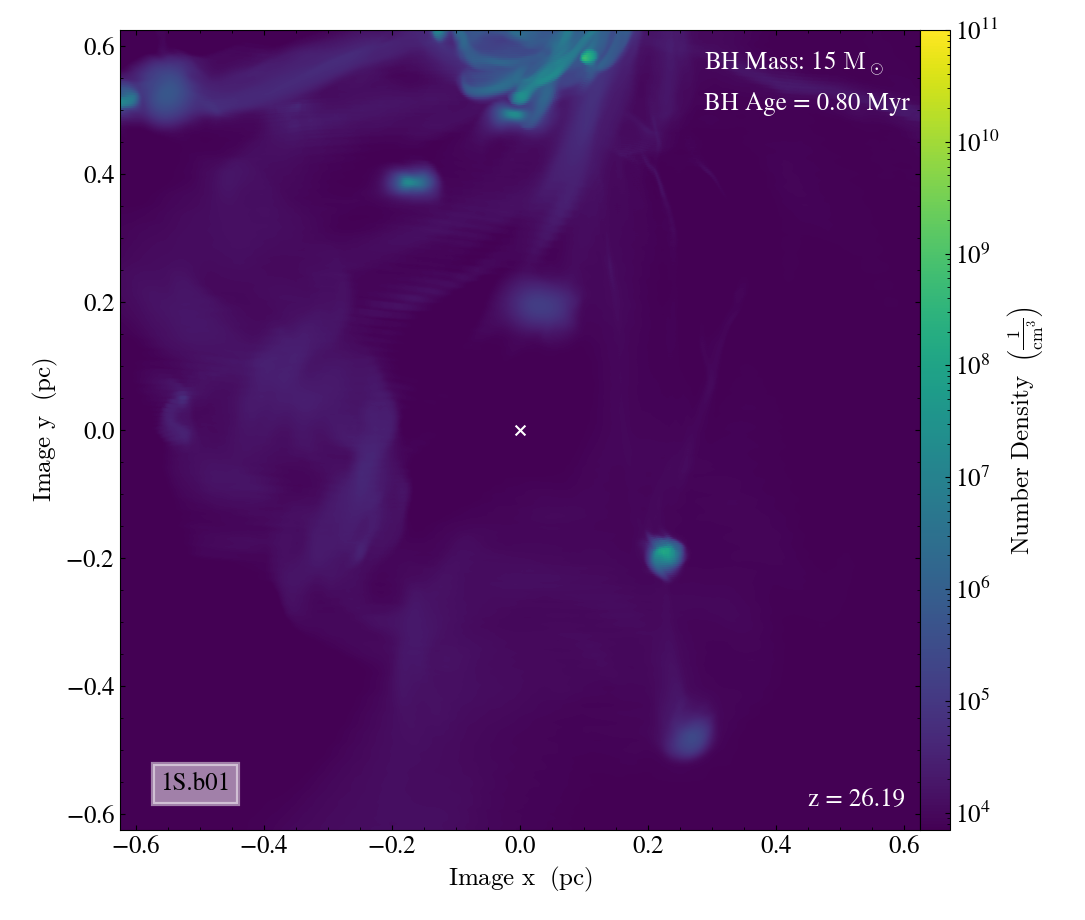 BH Mass: 15 M☉
BH Age = 0.80 Myr
1S.b01
z = 26.19
Image y (pc)
0.6
0.4
0.2
0.0
−0.2
−0.4
−0.6
−0.6 −0.4 −0.2 0.0 0.2 0.4 0.6
Image x (pc)
10¹¹
10¹⁰
10⁹
10⁸
10⁷
10⁶
10⁵
10⁴
Number Density (1/cm³)